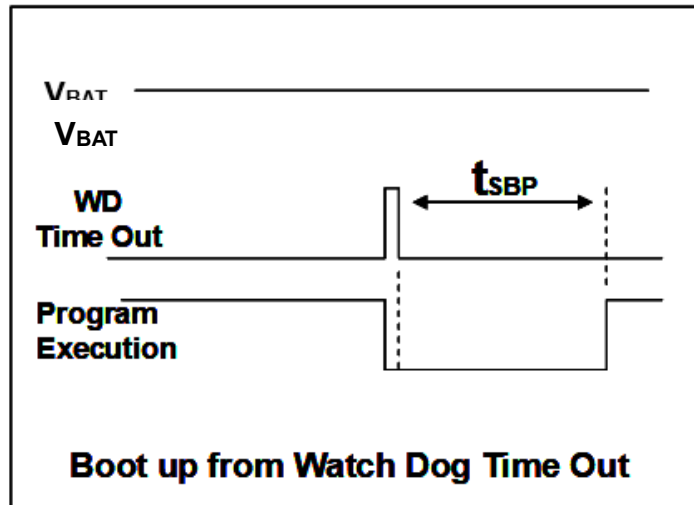 VBAT
VBAT
tSBP
WD
Time Out
Program
Execution
Boot up from Watch Dog Time Out